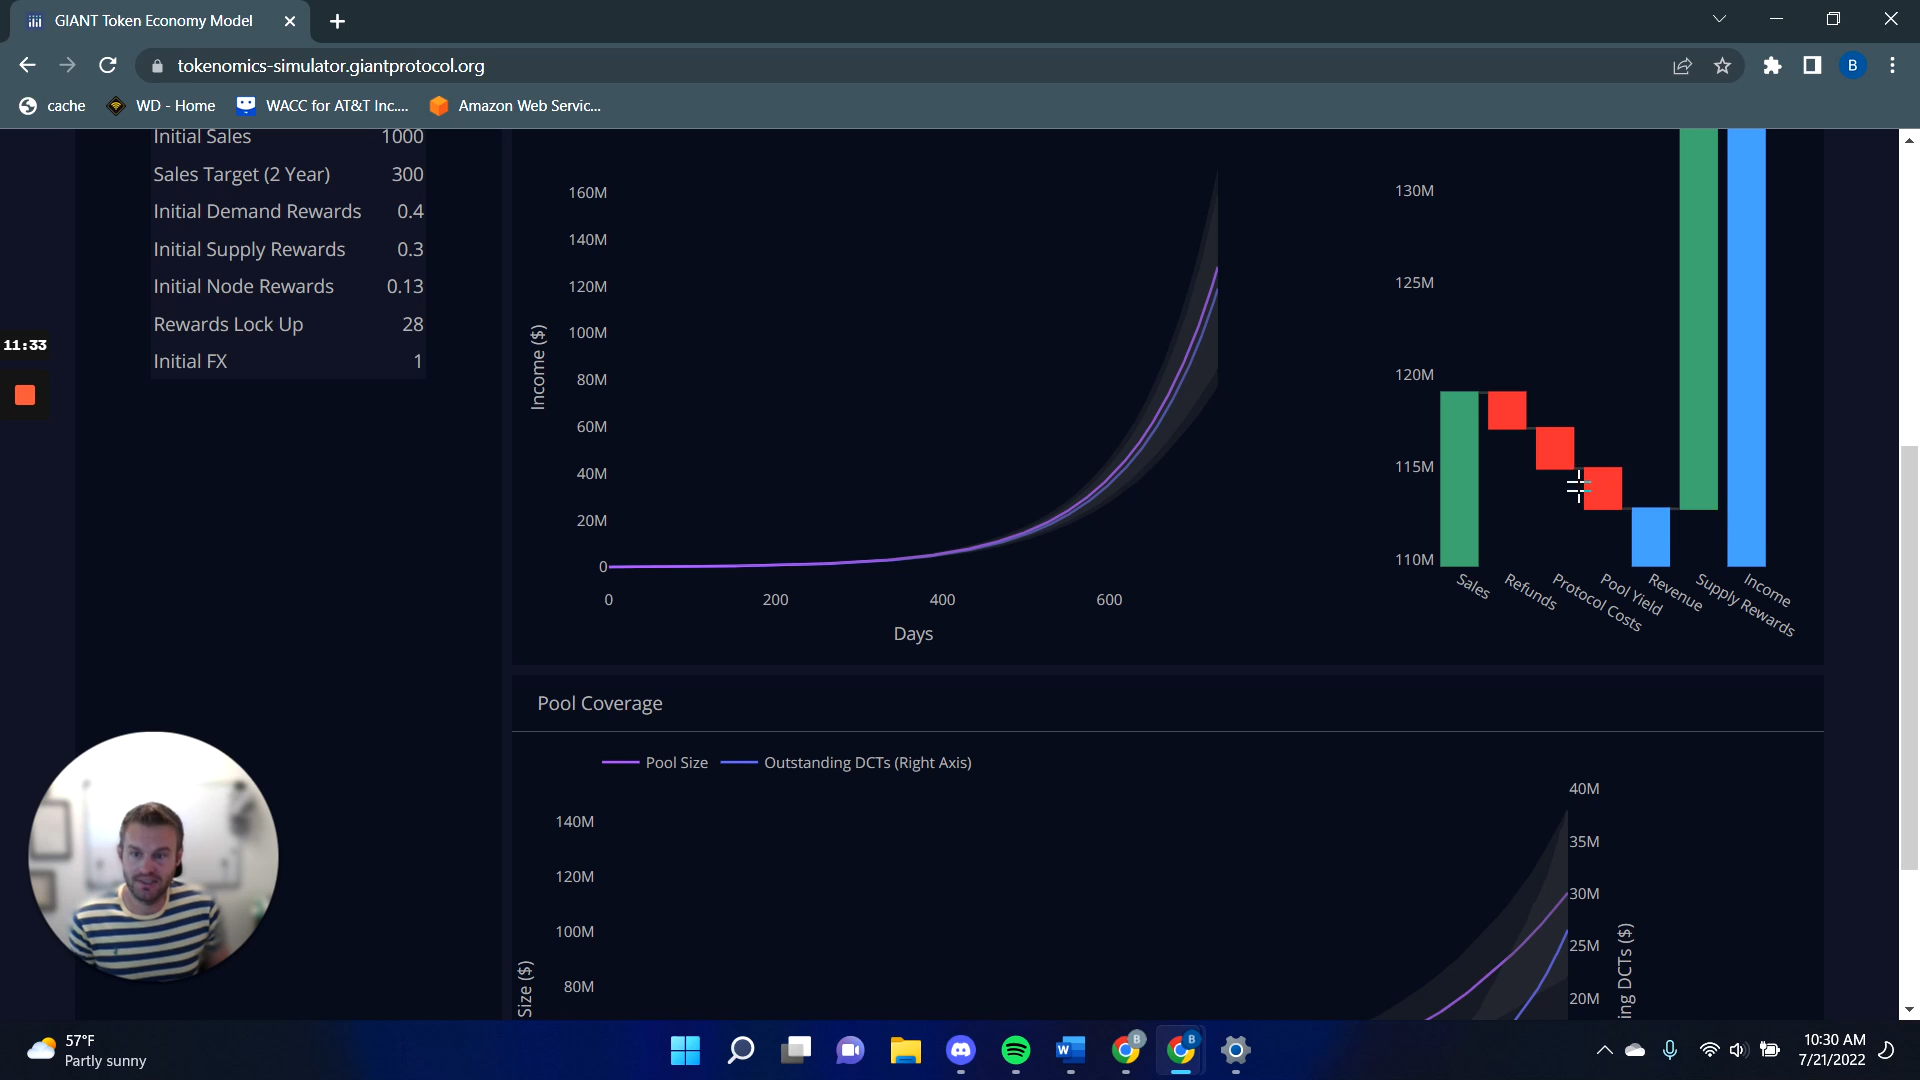 GIANT Token Economy Model
tokenomics-simulator.giantprotocol.org
B
cache
WD - Home
WACC for AT&T Inc....
Amazon Web Servic...
Initial Sales 1000
Sales Target (2 Year) 300
Initial Demand Rewards 0.4
Initial Supply Rewards 0.3
Initial Node Rewards 0.13
Rewards Lock Up 28
Initial FX 1
11:33
Income ($)
160M
140M
120M
100M
80M
60M
40M
20M
0
0 200 400 600
Days
130M
125M
120M
115M
110M
Sales
Refunds
Protocol Costs
Pool Yield
Revenue
Supply Rewards
Income
Pool Coverage
Pool Size
Outstanding DCTs (Right Axis)
140M
120M
100M
80M
Size ($)
40M
35M
30M
25M
20M
ing DCTs ($)
57°F
Partly sunny
W
B
B
10:30 AM
7/21/2022